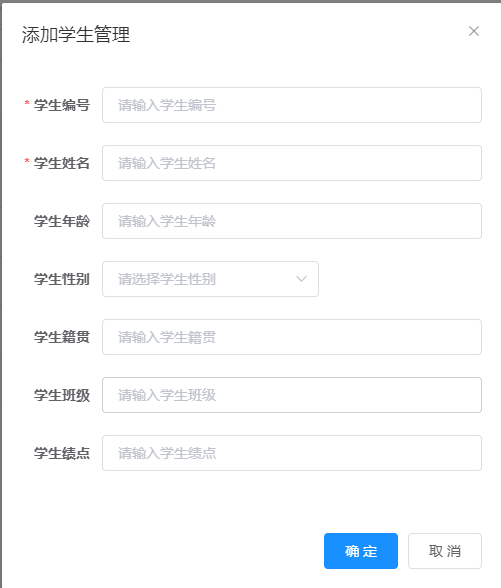 添加学生管理
* 学生编号 请输入学生编号
* 学生姓名 请输入学生姓名
学生年龄 请输入学生年龄
学生性别 请选择学生性别
学生籍贯 请输入学生籍贯
学生班级 请输入学生班级
学生绩点 请输入学生绩点
确 定 取 消